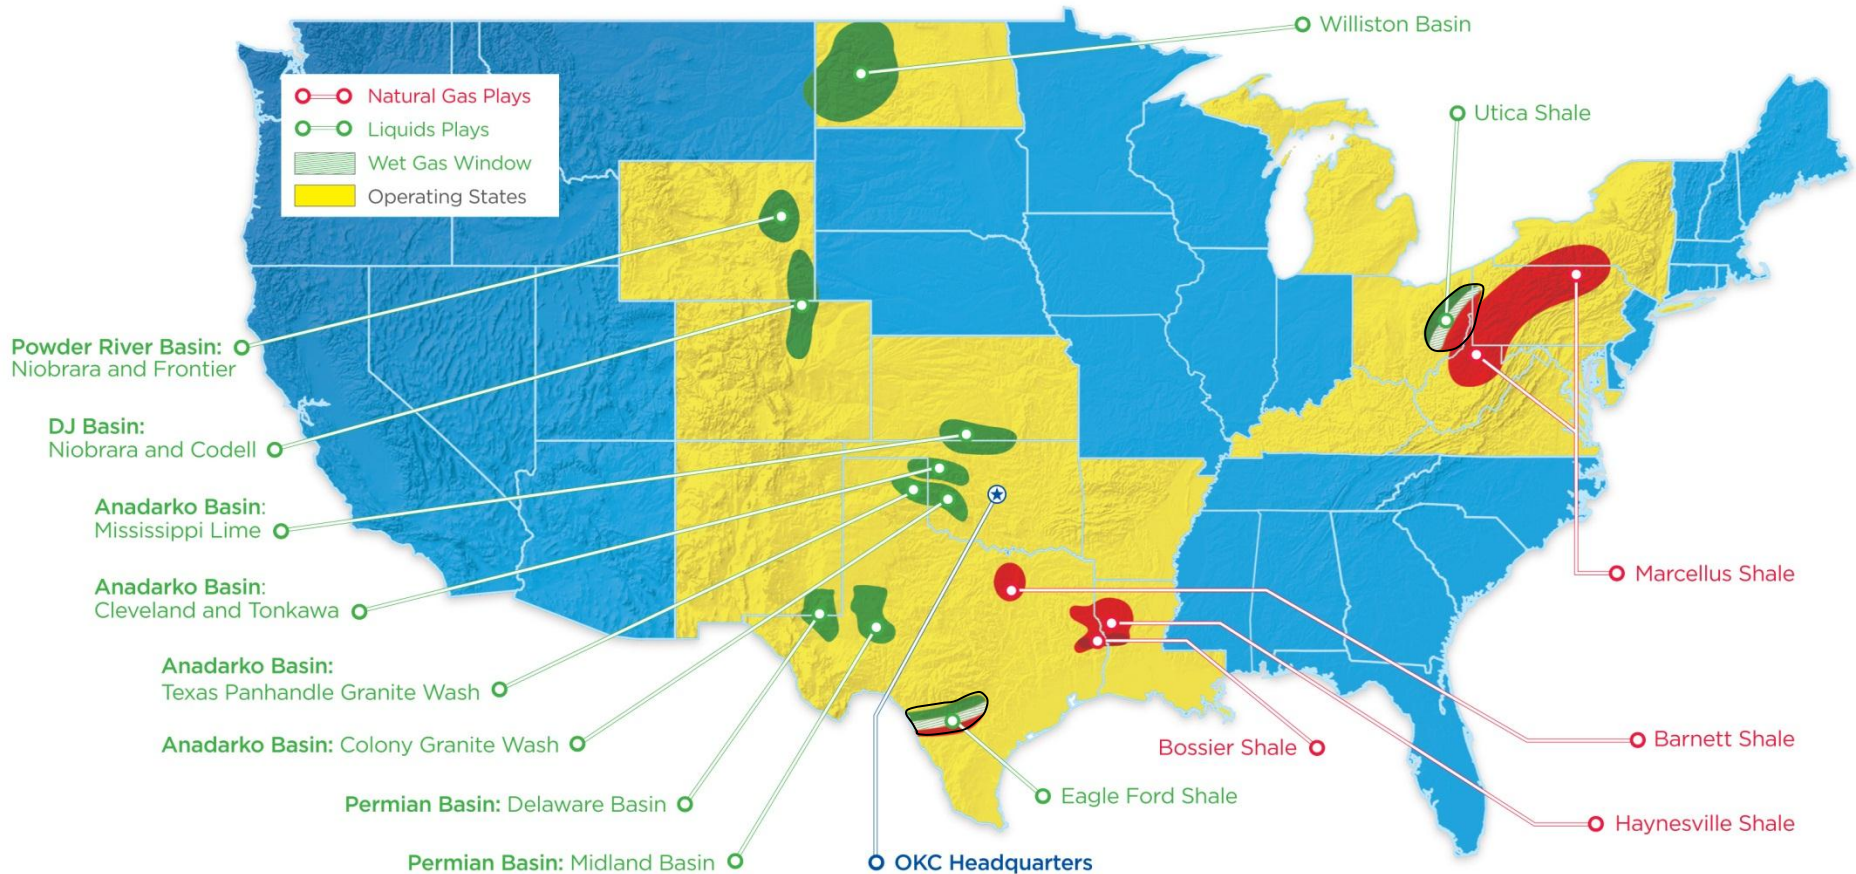 Williston Basin
Natural Gas Plays
Liquids Plays
Wet Gas Window
Operating States
Utica Shale
Powder River Basin:
Niobrara and Frontier
DJ Basin:
Niobrara and Codell
Anadarko Basin:
Mississippi Lime
Anadarko Basin:
Cleveland and Tonkawa
Anadarko Basin:
Texas Panhandle Granite Wash
Anadarko Basin: Colony Granite Wash
Permian Basin: Delaware Basin
Permian Basin: Midland Basin
OKC Headquarters
Eagle Ford Shale
Bossier Shale
Marcellus Shale
Barnett Shale
Haynesville Shale